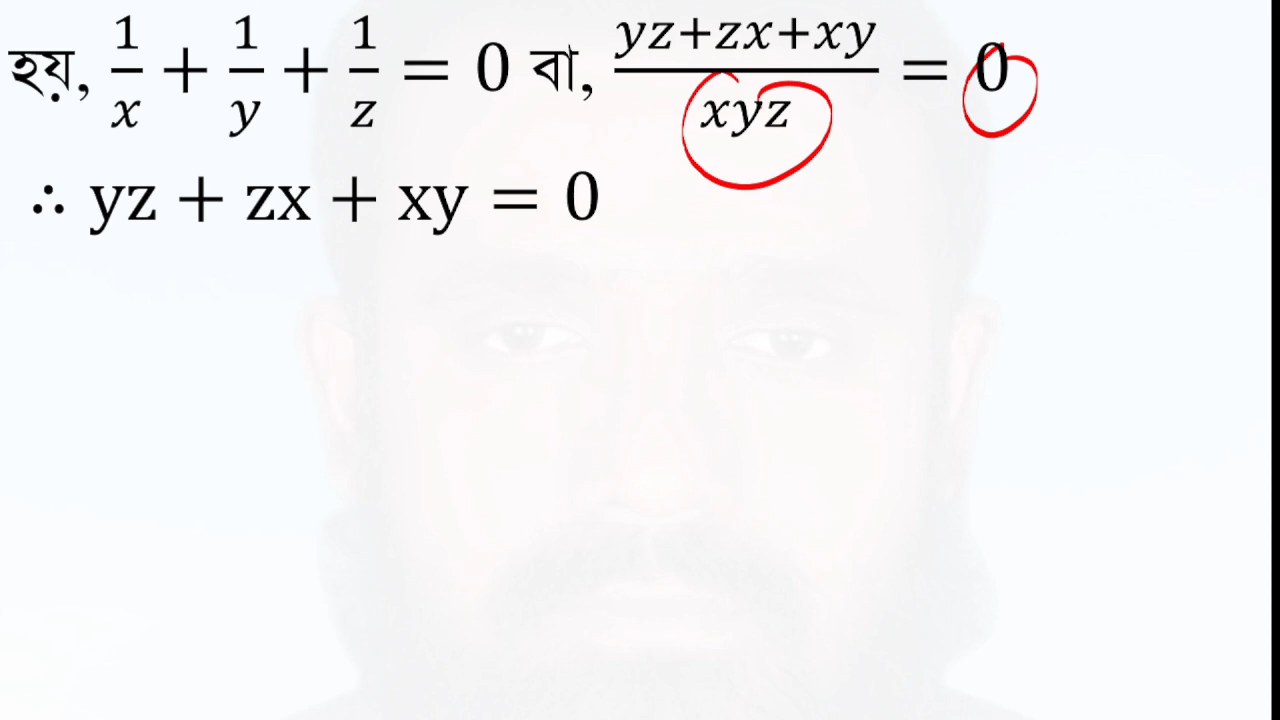 হয়, 1/x + 1/y + 1/z = 0 বা, (yz+zx+xy)/xyz = 0
∴ yz + zx + xy = 0